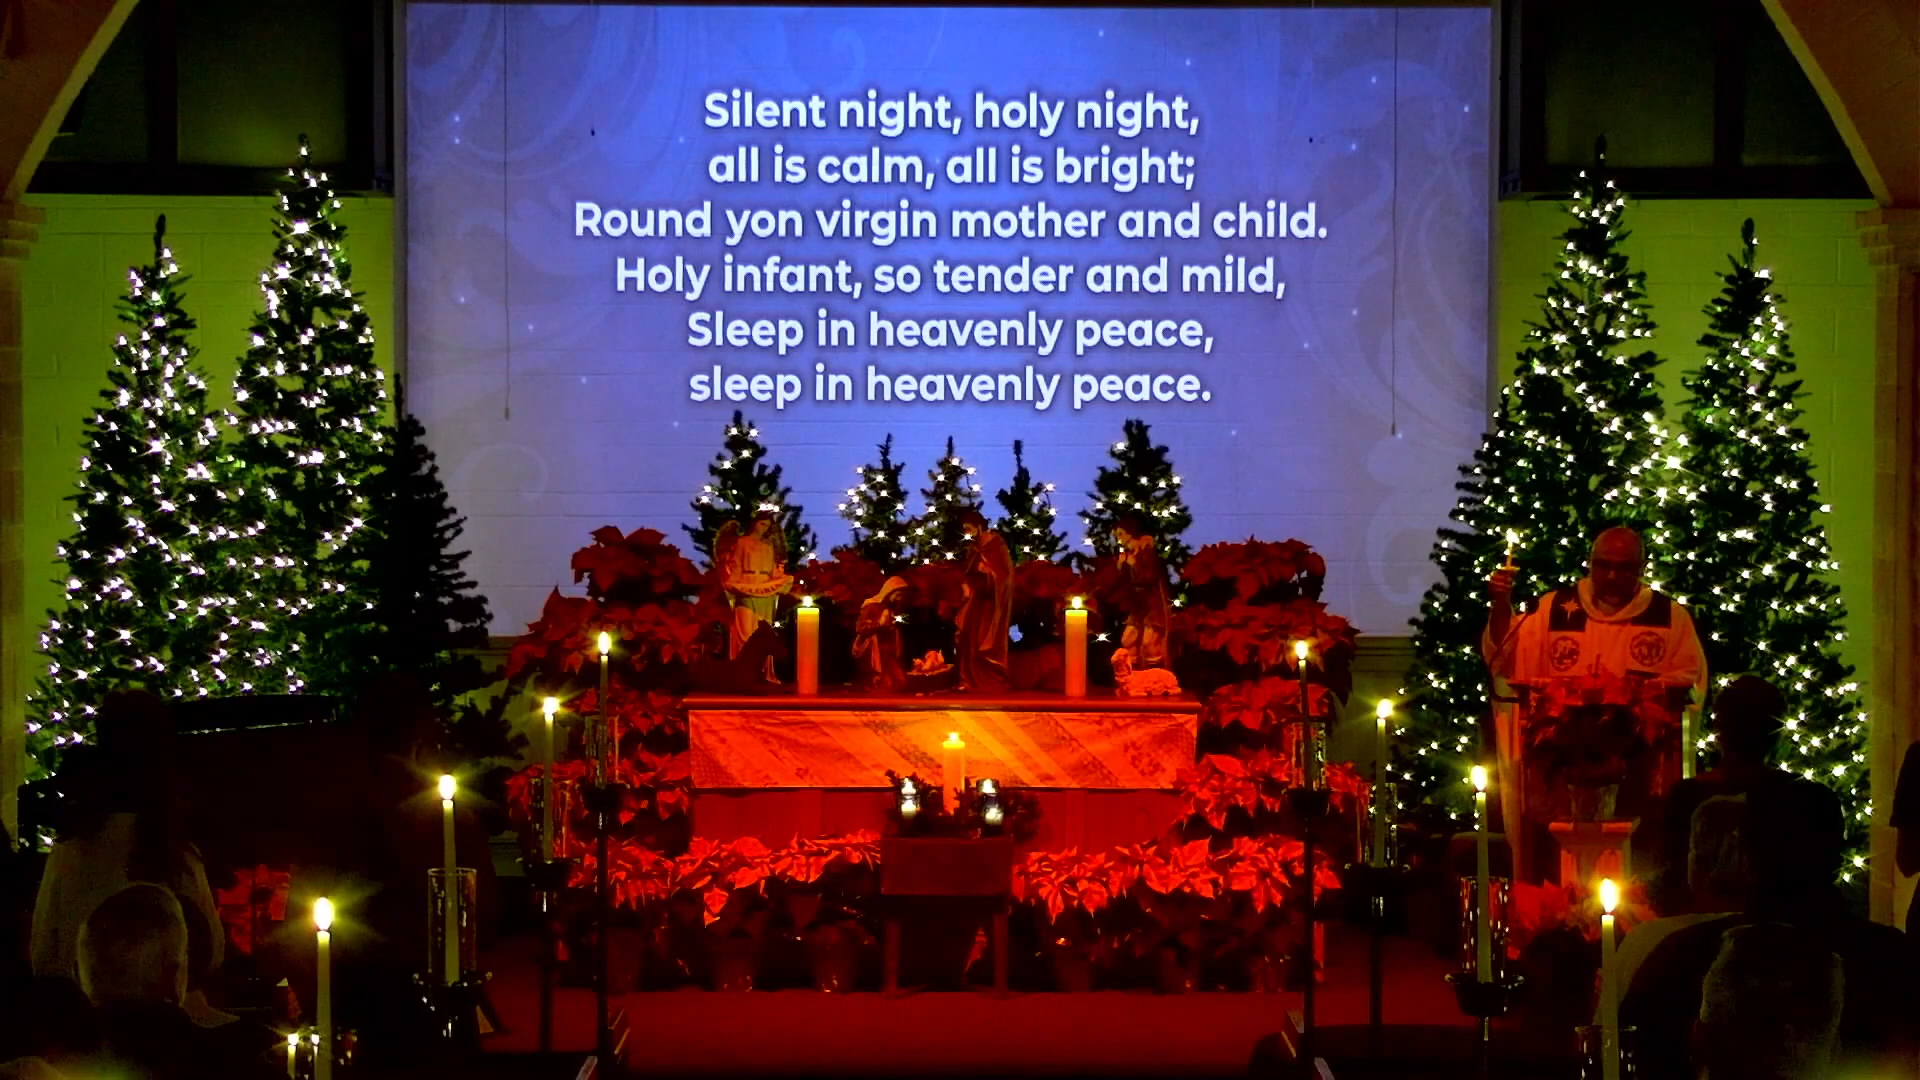 Silent night, holy night,
all is calm, all is bright;
Round yon virgin mother and child.
Holy infant, so tender and mild,
Sleep in heavenly peace,
sleep in heavenly peace.